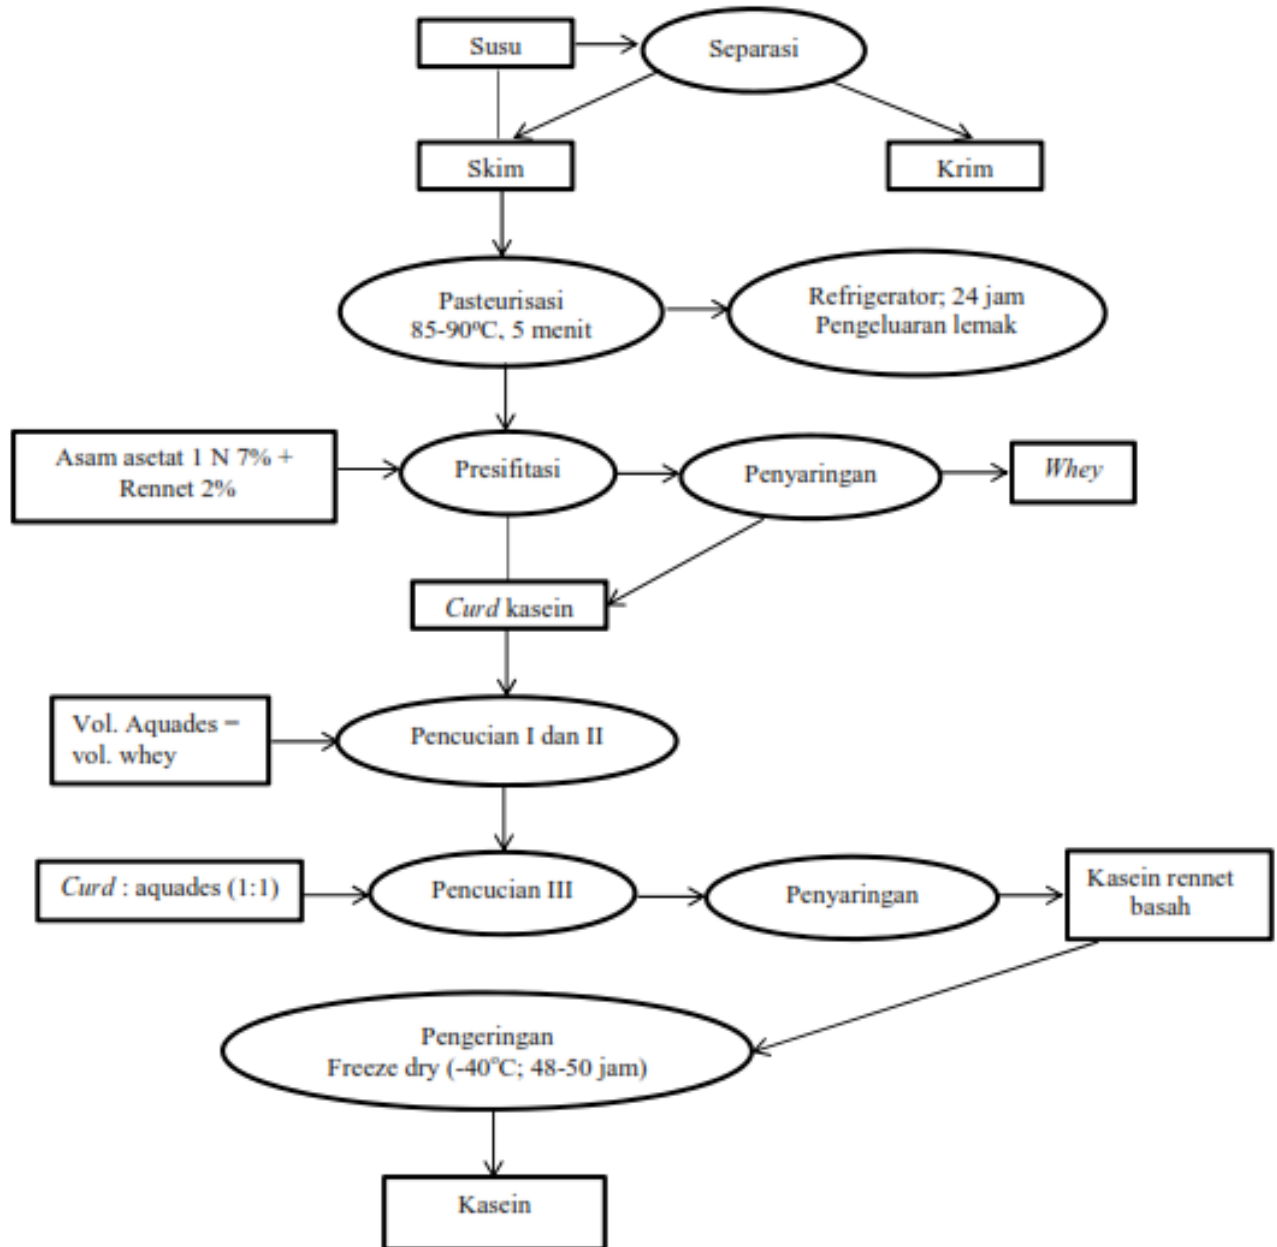 Susu
Separasi
Skim
Krim
Pasteurisasi
85-90ºC, 5 menit
Refrigerator; 24 jam
Pengeluaran lemak
Asam asetat 1 N 7% +
Rennet 2%
Presifitasi
Penyaringan
Whey
Curd kasein
Vol. Aquades =
vol. whey
Pencucian I dan II
Curd : aquades (1:1)
Pencucian III
Penyaringan
Kasein rennet
basah
Pengeringan
Freeze dry (-40ºC; 48-50 jam)
Kasein